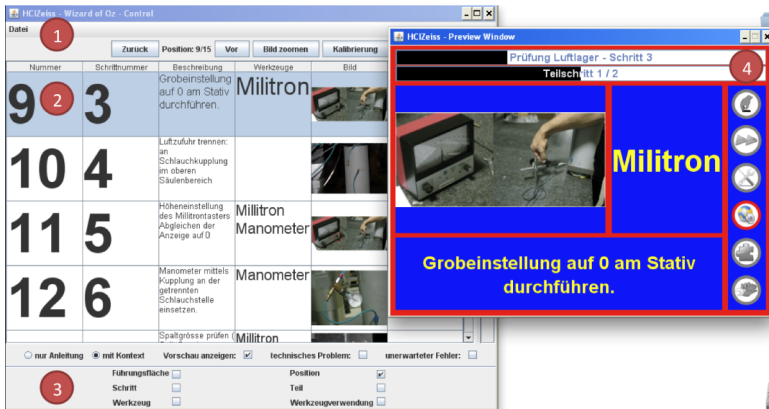 HCIZeiss - Wizard of Oz - Control
Datei
1
Zurück Position: 9/15 Vor Bild zoomen Kalibrierung
Nummer Schrittnummer Beschreibung Werkzeuge Bild
9 2 3 Grobeinstellung auf 0 am Stativ durchführen. Militron
10 4 Luftzufuhr trennen: an Schlauchkupplung im oberen Säulenbereich
11 5 Höheneinstellung des Millitrontasters Abgleichen der Anzeige auf 0 Millitron Manometer
12 6 Manometer mittels Kupplung an der getrennten Schlauchstelle einsetzen. Manometer
Spaltgrösse prüfen ( Millitron
nur Anleitung mit Kontext Vorschau anzeigen: technisches Problem: unerwarteter Fehler:
3
Führungsfläche Position
Schritt Teil
Werkzeug Werkzeugverwendung
HCIZeiss - Preview Window
Prüfung Luftlager - Schritt 3
Teilschritt 1 / 2
4
Militron
Grobeinstellung auf 0 am Stativ
durchführen.